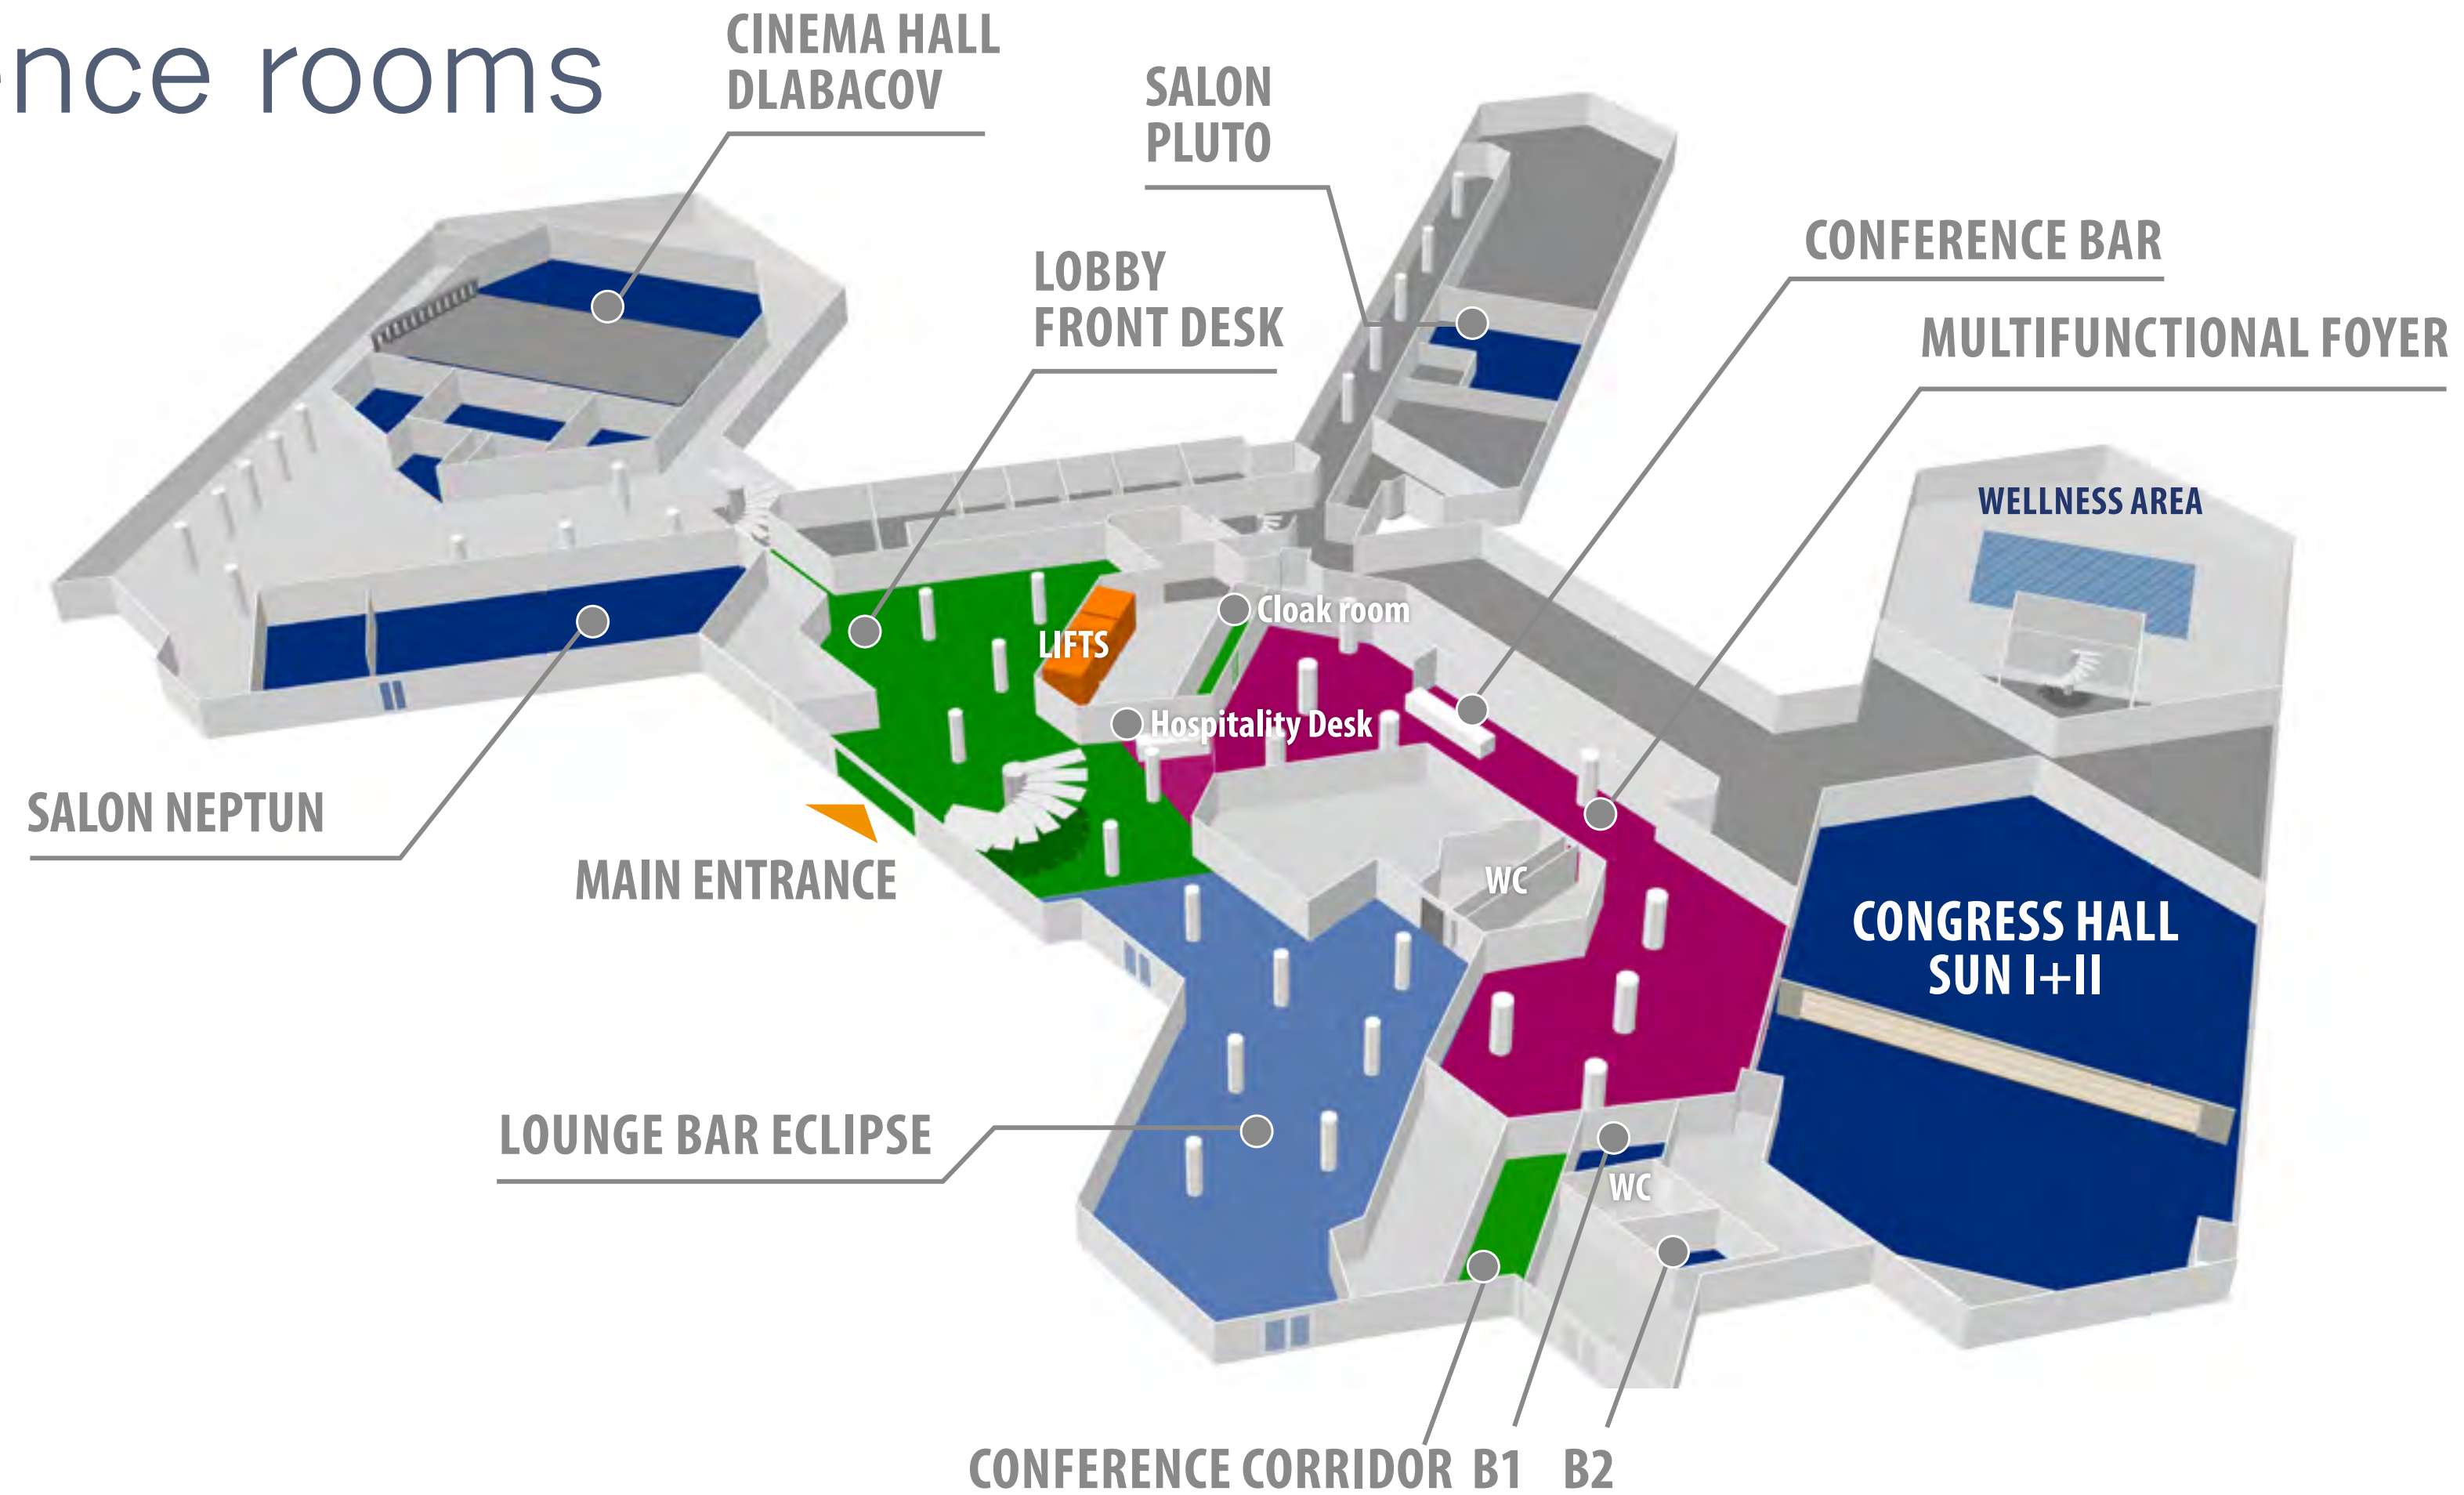 ence rooms
CINEMA HALL
DLABACOV
SALON
PLUTO
LOBBY
FRONT DESK
CONFERENCE BAR
MULTIFUNCTIONAL FOYER
WELLNESS AREA
Cloak room
LIFTS
Hospitality Desk
SALON NEPTUN
MAIN ENTRANCE
WC
CONGRESS HALL
SUN I+II
LOUNGE BAR ECLIPSE
WC
CONFERENCE CORRIDOR B1 B2